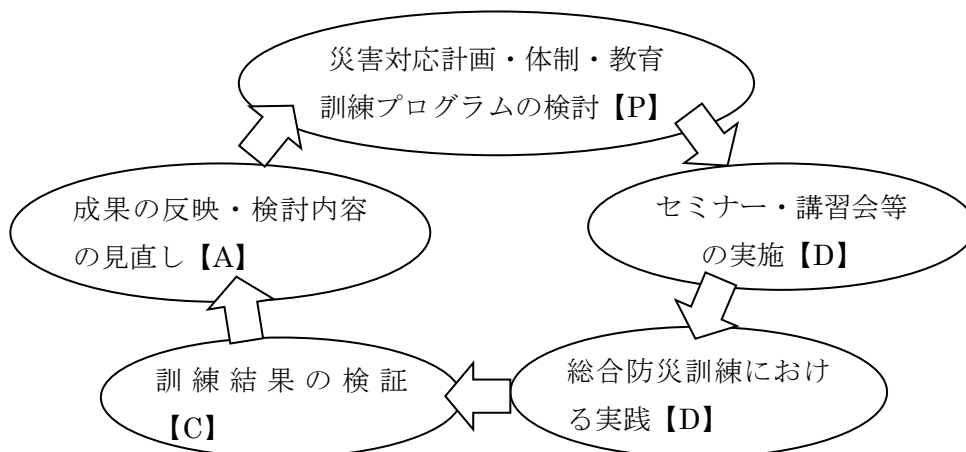 災害対応計画・体制・教育
訓練プログラムの検討【P】
セミナー・講習会等
の実施【D】
総合防災訓練におけ
る実践【D】
訓練結果の検証
【C】
成果の反映・検討内容
の見直し【A】